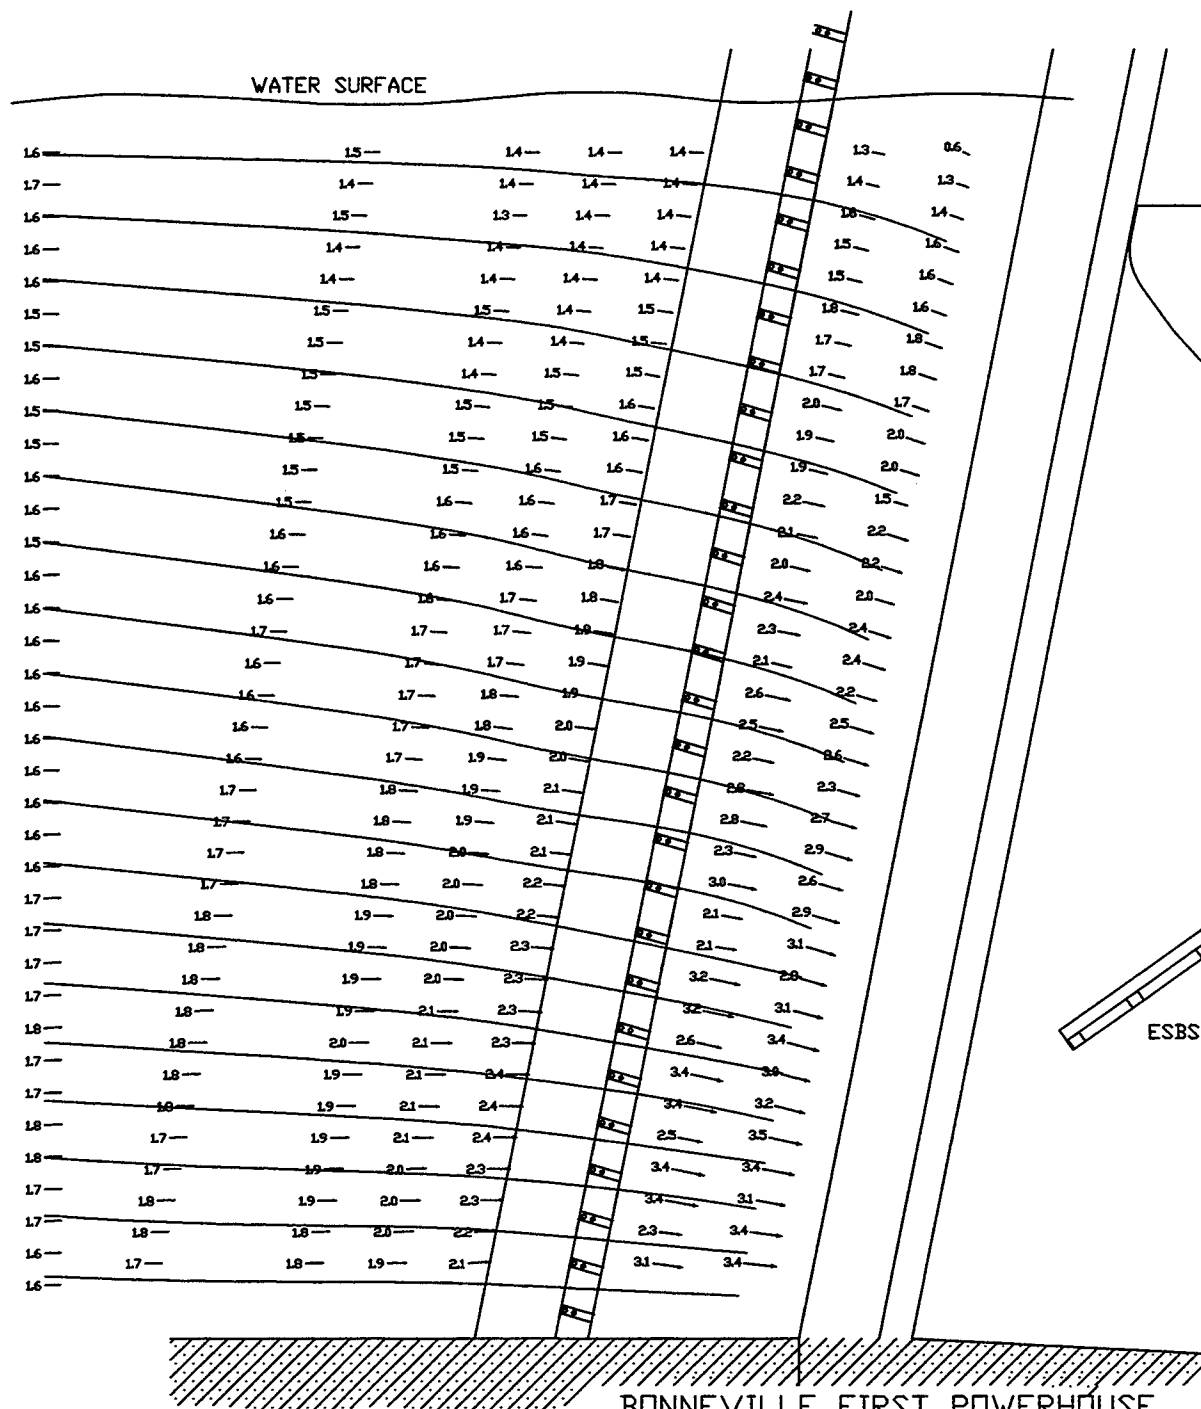 WATER SURFACE
1.6 1.5 1.4 1.4 1.4 1.3 0.6
1.7 1.4 1.4 1.4 1.4 1.4 1.3
1.6 1.5 1.3 1.4 1.4 1.6 1.4
1.6 1.4 1.4 1.4 1.4 1.5 1.6
1.6 1.4 1.4 1.4 1.4 1.5 1.6
1.5 1.5 1.5 1.4 1.5 1.8 1.6
1.5 1.5 1.4 1.4 1.5 1.7 1.8
1.6 1.5 1.4 1.5 1.5 1.7 1.8
1.5 1.5 1.5 1.5 1.6 2.0 1.7
1.5 1.5 1.5 1.5 1.6 1.9 2.0
1.6 1.5 1.5 1.6 1.6 1.9 2.0
1.6 1.5 1.6 1.6 1.7 2.2 1.5
1.5 1.6 1.6 1.6 1.7 2.1 2.2
1.6 1.6 1.6 1.6 1.8 2.0 2.2
1.6 1.6 1.6 1.7 1.8 2.4 2.0
1.6 1.7 1.7 1.7 1.9 2.3 2.4
1.6 1.6 1.7 1.7 1.9 2.1 2.4
1.6 1.6 1.7 1.8 1.9 2.6 2.2
1.6 1.6 1.7 1.8 2.0 2.5 2.5
1.6 1.6 1.7 1.9 2.0 2.2 2.6
1.6 1.7 1.8 1.9 2.1 2.8 2.3
1.6 1.7 1.8 1.9 2.1 2.8 2.7
1.6 1.7 1.8 2.0 2.1 2.3 2.9
1.7 1.7 1.8 2.0 2.2 3.0 2.6
1.7 1.8 1.9 2.0 2.2 2.1 2.9
1.7 1.8 1.9 2.0 2.3 2.1 3.1
1.7 1.8 1.9 2.0 2.3 3.2 2.8
1.8 1.8 1.9 2.1 2.3 3.2 3.1
1.7 1.8 2.0 2.1 2.3 2.6 3.4
1.7 1.8 1.9 2.1 2.4 3.4 3.0
1.8 1.8 1.9 2.1 2.4 3.4 3.2
1.8 1.7 1.9 2.1 2.4 2.5 3.5
1.7 1.7 1.9 2.0 2.3 3.4 3.4
1.7 1.8 1.9 2.0 2.3 3.4 3.1
1.6 1.8 1.8 2.0 2.2 2.3 3.4
1.6 1.7 1.8 1.9 2.1 3.1 3.4
ESBS
BONNEVILLE FIRST POWERHOUSE